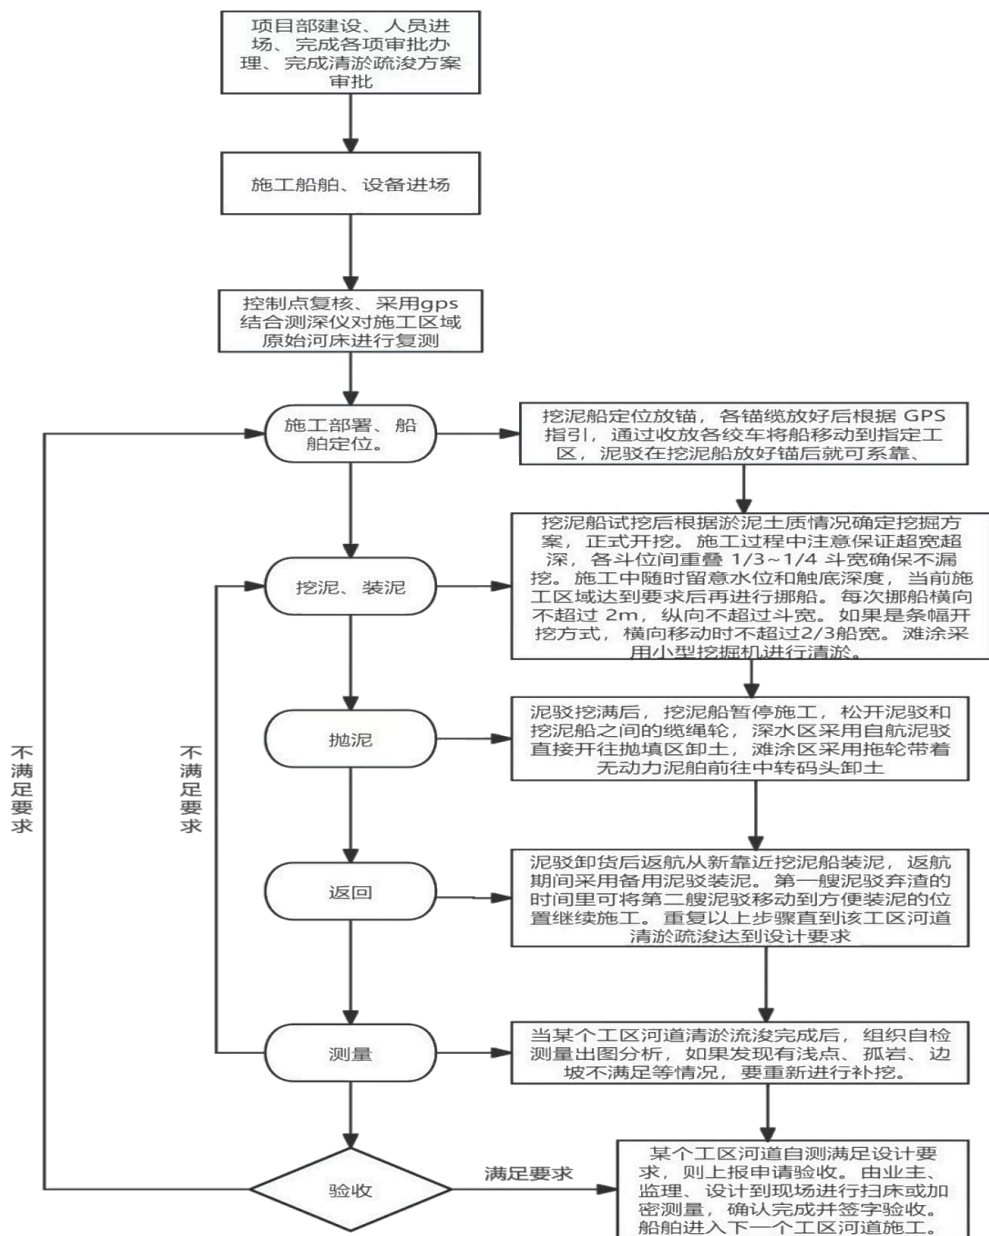 项目部建设、人员进
场、完成各项审批办
理、完成清淤疏浚方案
审批
施工船舶、设备进场
控制点复核、采用gps
结合测深仪对施工区域
原始河床进行复测
施工部署、船
舶定位。
挖泥船定位放锚，各锚缆放好后根据 GPS
指引，通过收放各绞车将船移动到指定工
区，泥驳在挖泥船放好锚后就可系靠、
挖泥、装泥
挖泥船试挖后根据淤泥土质情况确定挖掘方
案，正式开挖。施工过程中注意保证超宽超
深，各斗位间重叠 1/3~1/4 斗宽确保不漏
挖。施工中随时留意水位和触底深度，当前施
工区域达到要求后再进行挪船。每次挪船横向
不超过 2m，纵向不超过斗宽。如果是条幅开
挖方式，横向移动时不超过2/3船宽。滩涂采
用小型挖掘机进行清淤。
抛泥
泥驳挖满后，挖泥船暂停施工，松开泥驳和
挖泥船之间的缆绳轮，深水区采用自航泥驳
直接开往抛填区卸土，滩涂区采用拖轮带着
无动力泥舶前往中转码头卸土
不满足要求
不满足要求
返回
泥驳卸货后返航从新靠近挖泥船装泥，返航
期间采用备用泥驳装泥。第一艘泥驳弃渣的
时间里可将第二艘泥驳移动到方便装泥的位
置继续施工。重复以上步骤直到该工区河道
清淤疏浚达到设计要求
测量
当某个工区河道清淤流浚完成后，组织自检
测量出图分析，如果发现有浅点、孤岩、边
坡不满足等情况，要重新进行补挖。
验收
满足要求
某个工区河道自测满足设计要
求，则上报申请验收。由业主、
监理、设计到现场进行扫床或加
密测量，确认完成并签字验收。
船舶进入下一个工区河道施工。